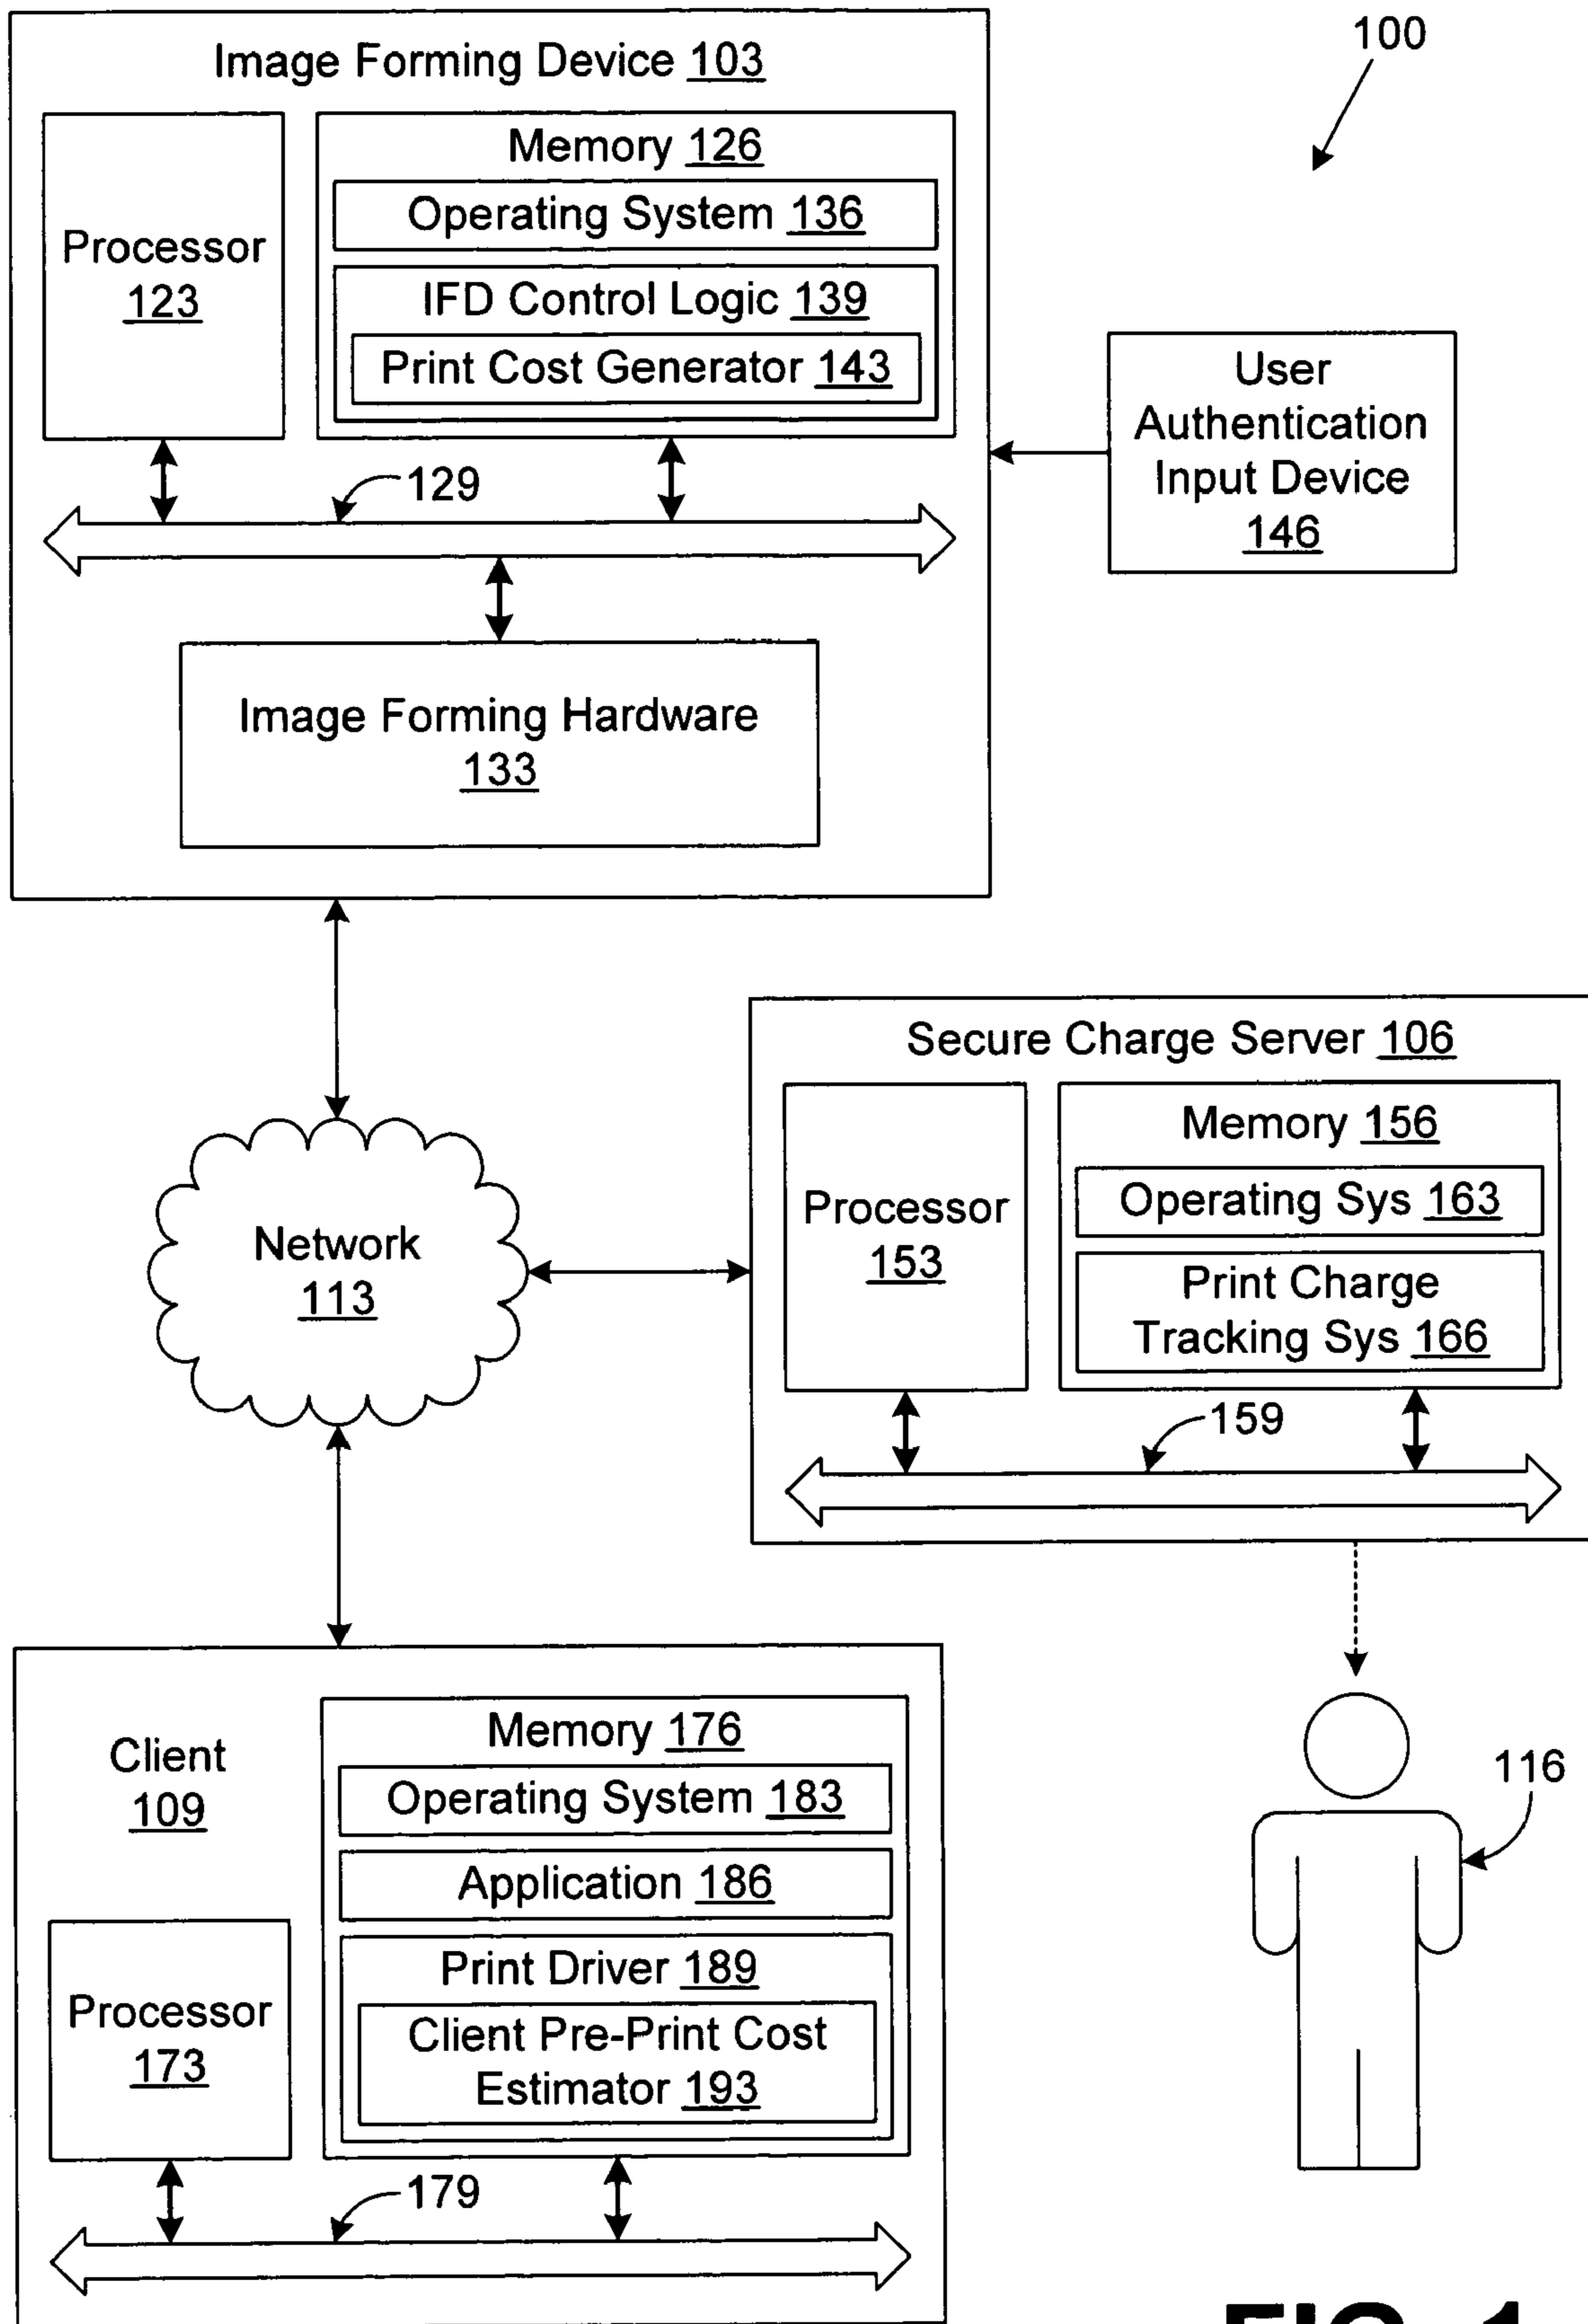 Image Forming Device 103
100
Processor
123
Memory 126
Operating System 136
IFD Control Logic 139
Print Cost Generator 143
129
User
Authentication
Input Device
146
Image Forming Hardware
133
Network
113
Secure Charge Server 106
Processor
153
Memory 156
Operating Sys 163
Print Charge
Tracking Sys 166
159
Client
109
Processor
173
Memory 176
Operating System 183
Application 186
Print Driver 189
Client Pre-Print Cost
Estimator 193
179
116
FIG. 1